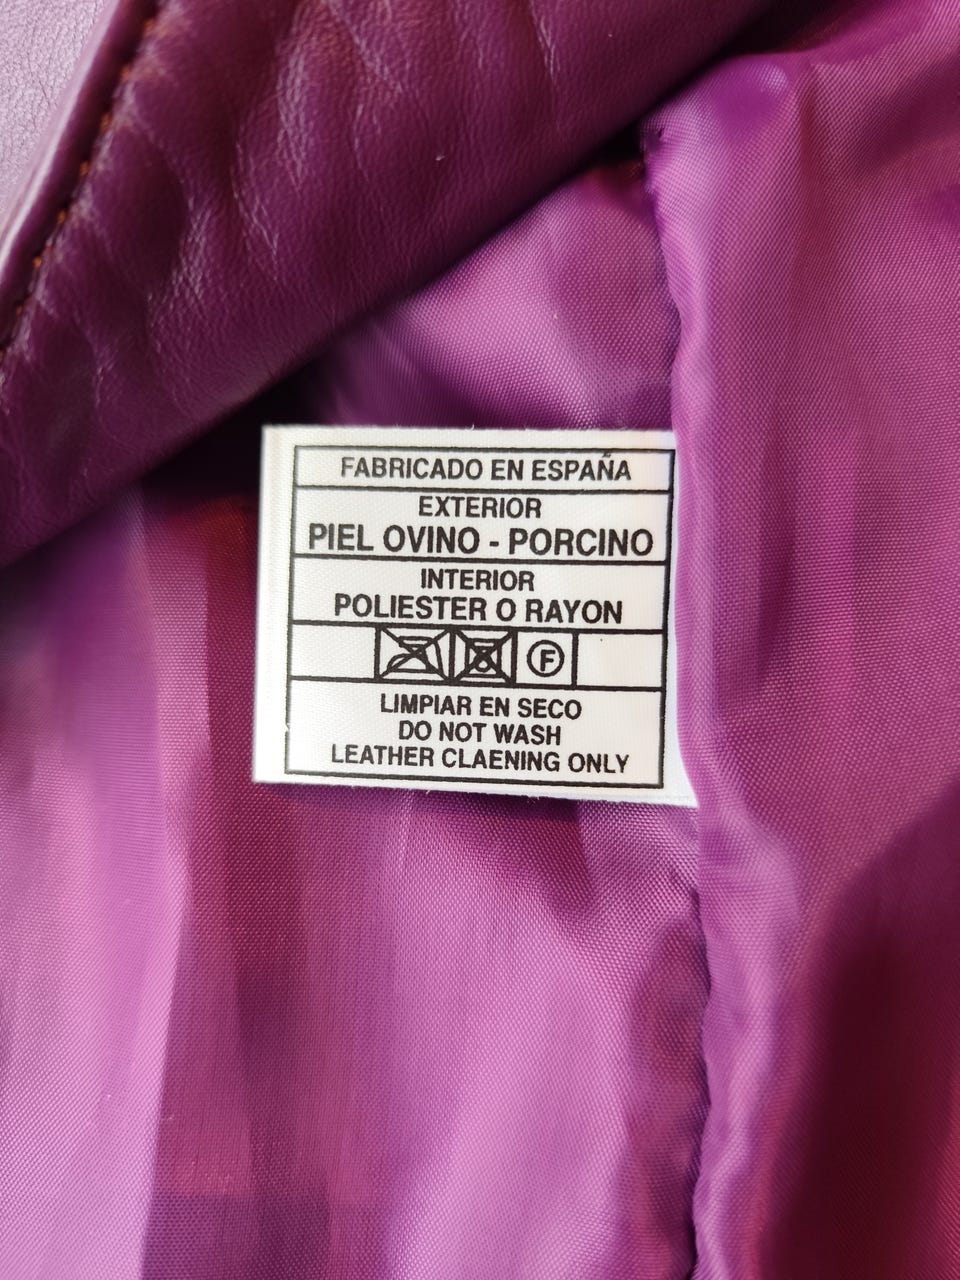 FABRICADO EN ESPAÑA
EXTERIOR
PIEL OVINO - PORCINO
INTERIOR
POLIESTER O RAYON
F
LIMPIAR EN SECO
DO NOT WASH
LEATHER CLAENING ONLY